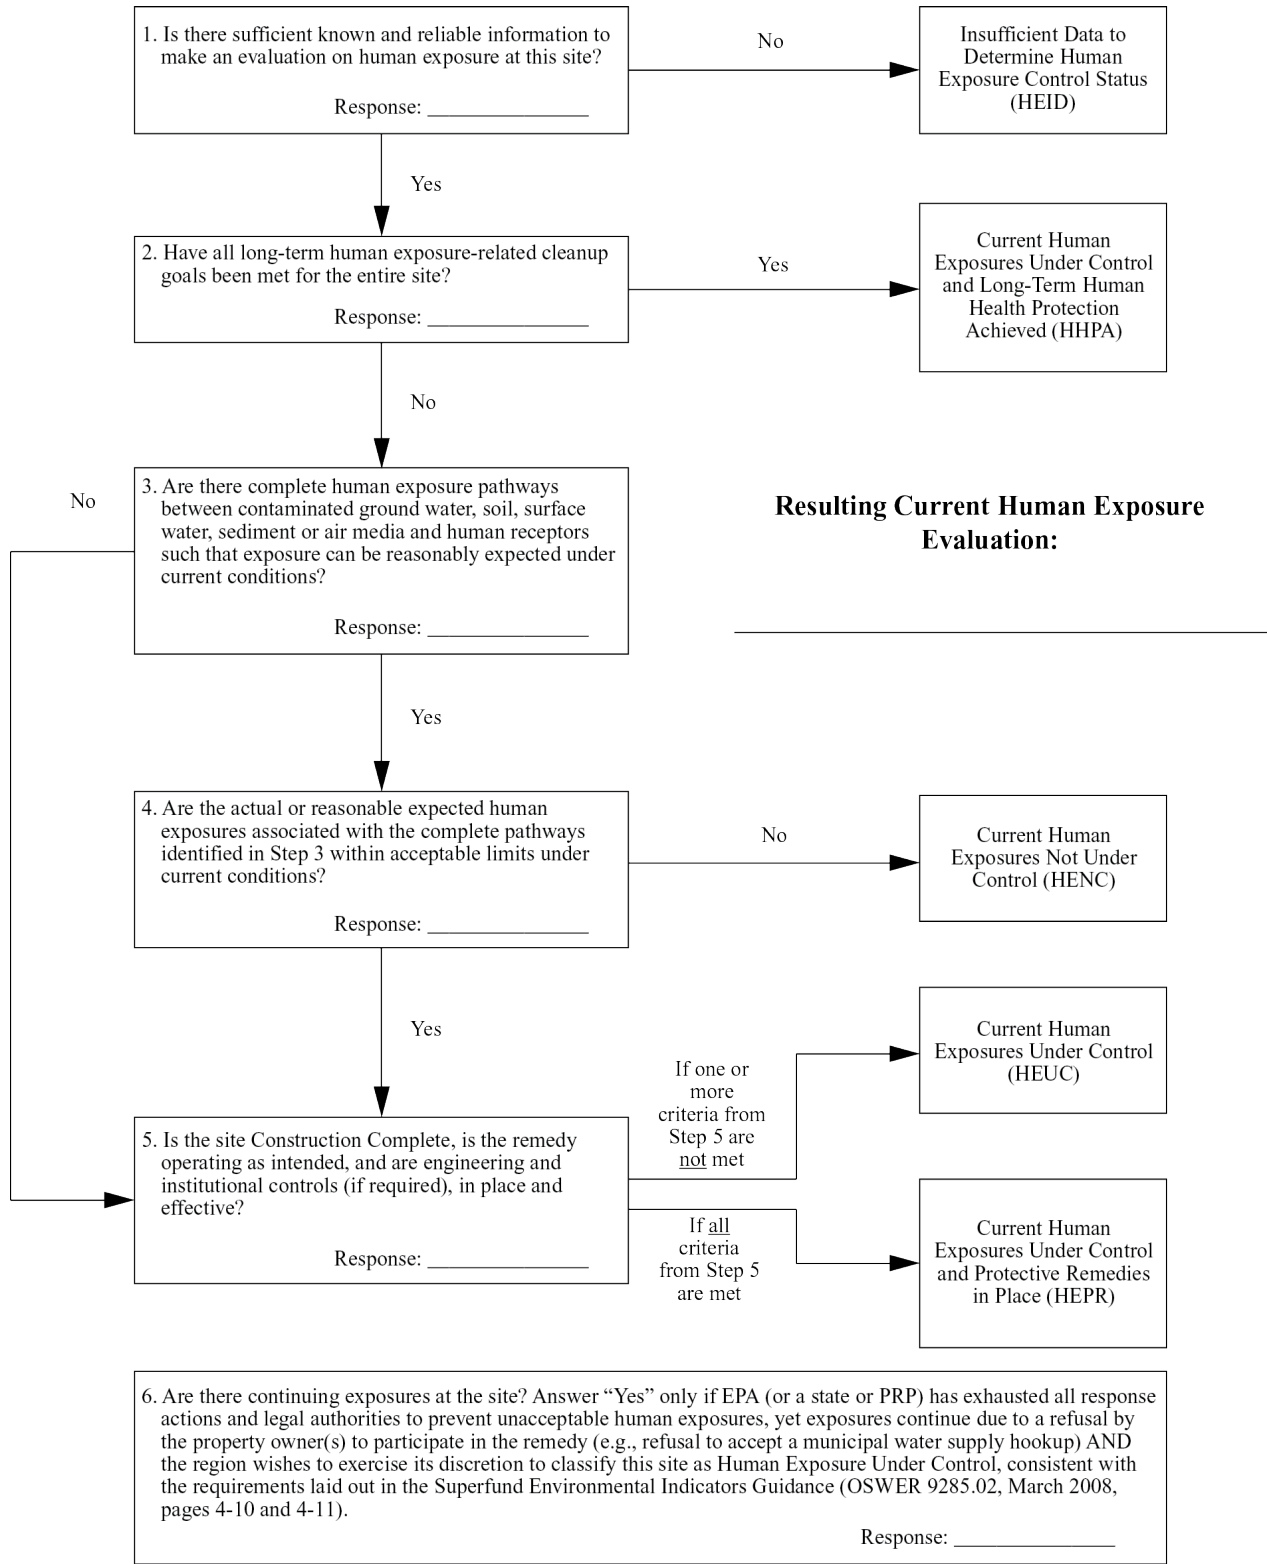 1. Is there sufficient known and reliable information to
make an evaluation on human exposure at this site?
Response: _______________
No
Insufficient Data to
Determine Human
Exposure Control Status
(HEID)
Yes
2. Have all long-term human exposure-related cleanup
goals been met for the entire site?
Response: _______________
Yes
Current Human
Exposures Under Control
and Long-Term Human
Health Protection
Achieved (HHPA)
No
No
3. Are there complete human exposure pathways
between contaminated ground water, soil, surface
water, sediment or air media and human receptors
such that exposure can be reasonably expected under
current conditions?
Response: _______________
Resulting Current Human Exposure
Evaluation:
Yes
4. Are the actual or reasonable expected human
exposures associated with the complete pathways
identified in Step 3 within acceptable limits under
current conditions?
Response: _______________
No
Current Human
Exposures Not Under
Control (HENC)
Yes
If one or
more
criteria from
Step 5 are
not met
Current Human
Exposures Under Control
(HEUC)
5. Is the site Construction Complete, is the remedy
operating as intended, and are engineering and
institutional controls (if required), in place and
effective?
Response: _______________
If all
criteria
from Step 5
are met
Current Human
Exposures Under Control
and Protective Remedies
in Place (HEPR)
6. Are there continuing exposures at the site? Answer “Yes” only if EPA (or a state or PRP) has exhausted all response
actions and legal authorities to prevent unacceptable human exposures, yet exposures continue due to a refusal by
the property owner(s) to participate in the remedy (e.g., refusal to accept a municipal water supply hookup) AND
the region wishes to exercise its discretion to classify this site as Human Exposure Under Control, consistent with
the requirements laid out in the Superfund Environmental Indicators Guidance (OSWER 9285.02, March 2008,
pages 4-10 and 4-11).
Response: _______________